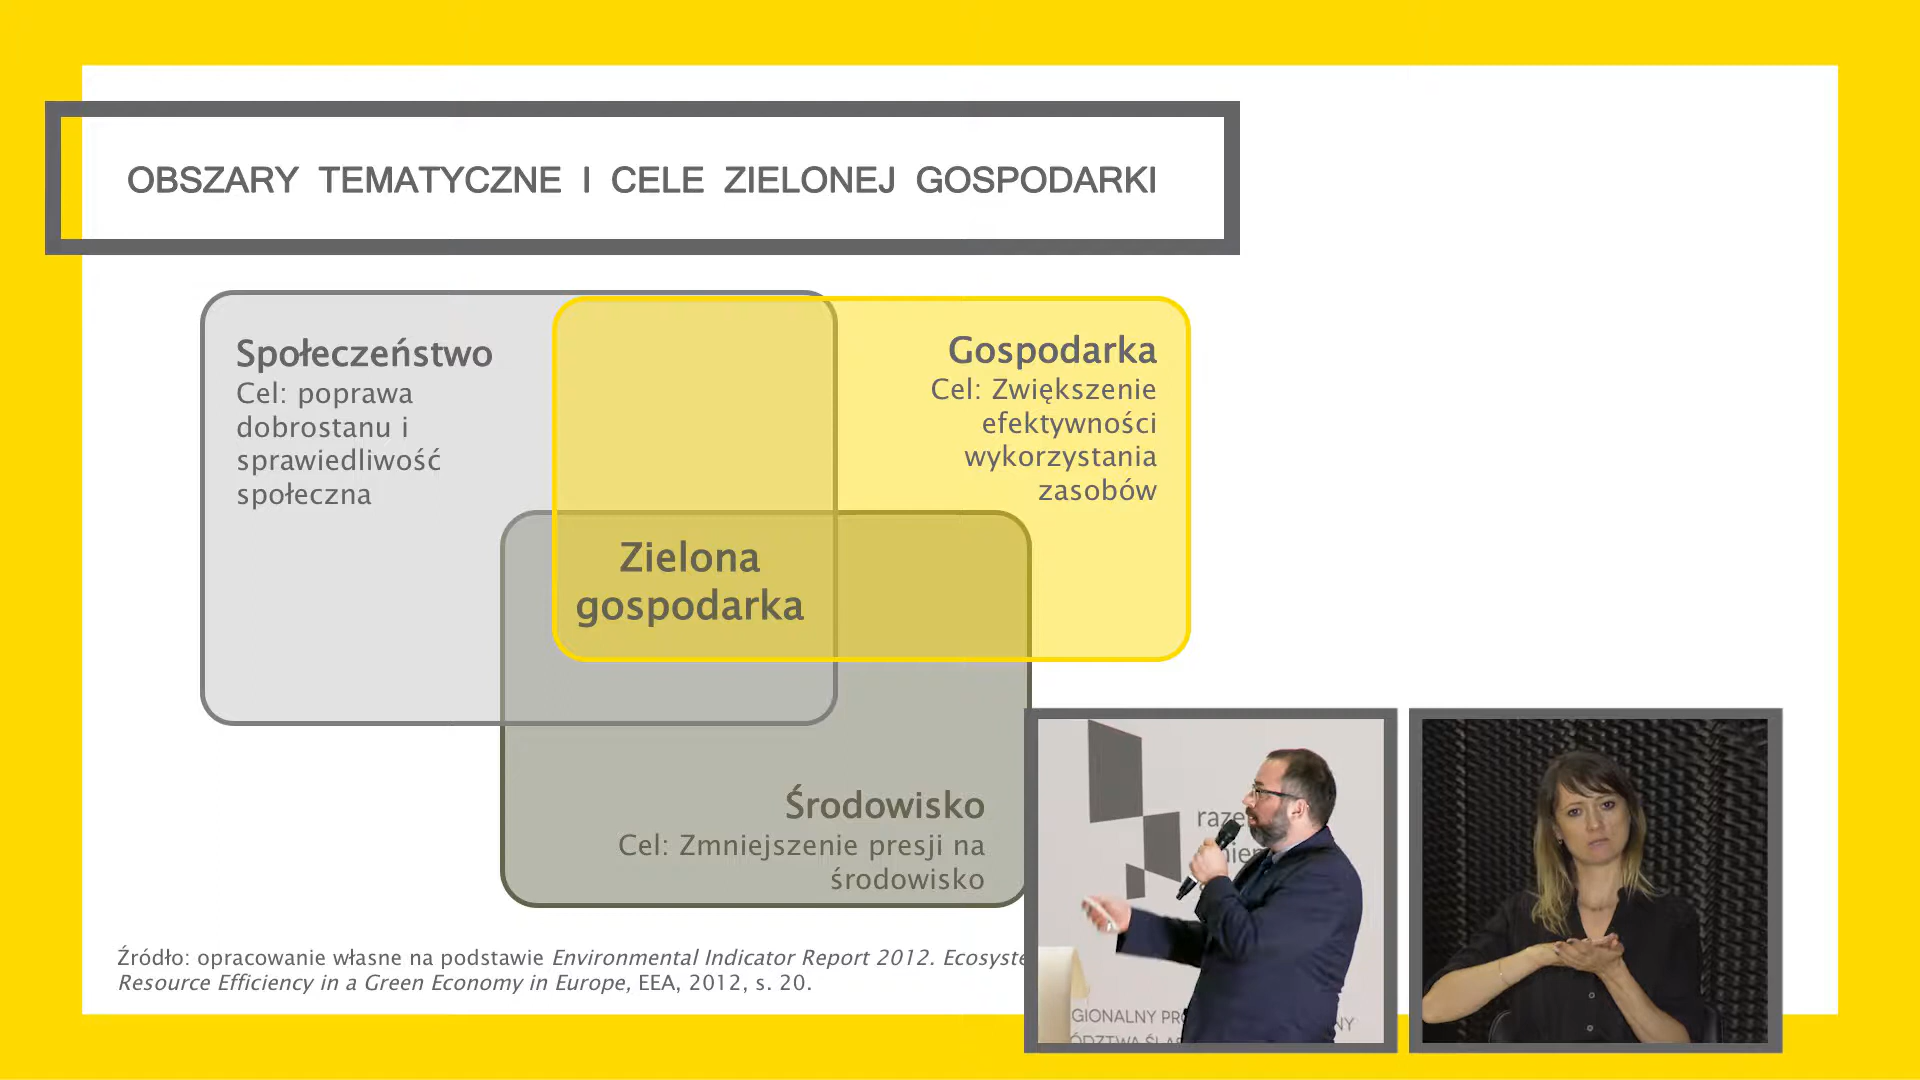 OBSZARY TEMATYCZNE I CELE ZIELONEJ GOSPODARKI
Społeczeństwo
Cel: poprawa
dobrostanu i
sprawiedliwość
społeczna
Gospodarka
Cel: Zwiększenie
efektywności
wykorzystania
zasobów
Zielona
gospodarka
Środowisko
Cel: Zmniejszenie presji na
środowisko
Źródło: opracowanie własne na podstawie Environmental Indicator Report 2012.
Resource Efficiency in a Green Economy in Europe, EEA, 2012, s. 20.